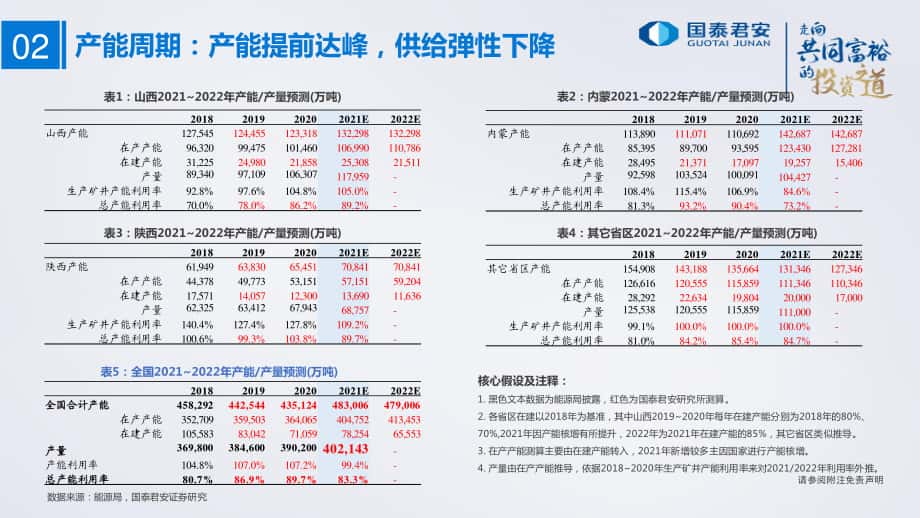 02 产能周期：产能提前达峰，供给弹性下降
国泰君安
GUOTAI JUNAN
走向
共同富裕
的投资之道
表1：山西2021~2022年产能/产量预测(万吨)
2018 2019 2020 2021E 2022E
山西产能 127,545 124,455 123,318 132,298 132,298
在产产能 96,320 99,475 101,460 106,990 110,786
在建产能 31,225 24,980 21,858 25,308 21,511
产量 89,340 97,109 106,307 117,959 -
生产矿井产能利用率 92.8% 97.6% 104.8% 105.0% -
总产能利用率 70.0% 78.0% 86.2% 89.2% -
表2：内蒙2021~2022年产能/产量预测(万吨)
2018 2019 2020 2021E 2022E
内蒙产能 113,890 111,071 110,692 142,687 142,687
在产产能 85,395 89,700 93,595 123,430 127,281
在建产能 28,495 21,371 17,097 19,257 15,406
产量 92,598 103,524 100,091 104,427 -
生产矿井产能利用率 108.4% 115.4% 106.9% 84.6% -
总产能利用率 81.3% 93.2% 90.4% 73.2% -
表3：陕西2021~2022年产能/产量预测(万吨)
2018 2019 2020 2021E 2022E
陕西产能 61,949 63,830 65,451 70,841 70,841
在产产能 44,378 49,773 53,151 57,151 59,204
在建产能 17,571 14,057 12,300 13,690 11,636
产量 62,325 63,412 67,943 68,757 -
生产矿井产能利用率 140.4% 127.4% 127.8% 109.2% -
总产能利用率 100.6% 99.3% 103.8% 89.7% -
表4：其它省区2021~2022年产能/产量预测(万吨)
2018 2019 2020 2021E 2022E
其它省区产能 154,908 143,188 135,664 131,346 127,346
在产产能 126,616 120,555 115,859 111,346 110,346
在建产能 28,292 22,634 19,804 20,000 17,000
产量 125,538 120,555 115,859 111,000 -
生产矿井产能利用率 99.1% 100.0% 100.0% 100.0% -
总产能利用率 81.0% 84.2% 85.4% 84.7% -
表5：全国2021~2022年产能/产量预测(万吨)
2018 2019 2020 2021E 2022E
全国合计产能 458,292 442,544 435,124 483,006 479,006
在产产能 352,709 359,503 364,065 404,752 413,453
在建产能 105,583 83,042 71,059 78,254 65,553
产量 369,800 384,600 390,200 402,143 -
产能利用率 104.8% 107.0% 107.2% 99.4% -
总产能利用率 80.7% 86.9% 89.7% 83.3% -
核心假设及注释：
1. 黑色文本数据为能源局披露，红色为国泰君安研究所测算。
2. 各省区在建以2018年为基准，其中山西2019~2020年每年在建产能分别为2018年的80%、
70%,2021年因产能核增有所提升，2022年为2021年在建产能的85%，其它省区类似推导。
3. 在产产能测算主要由在建产能转入，2021年新增较多主因国家进行产能核增。
4. 产量由在产产能推导，依据2018~2020年生产矿井产能利用率来对2021/2022年利用率外推。
请参阅附注免责声明
数据来源：能源局，国泰君安证券研究